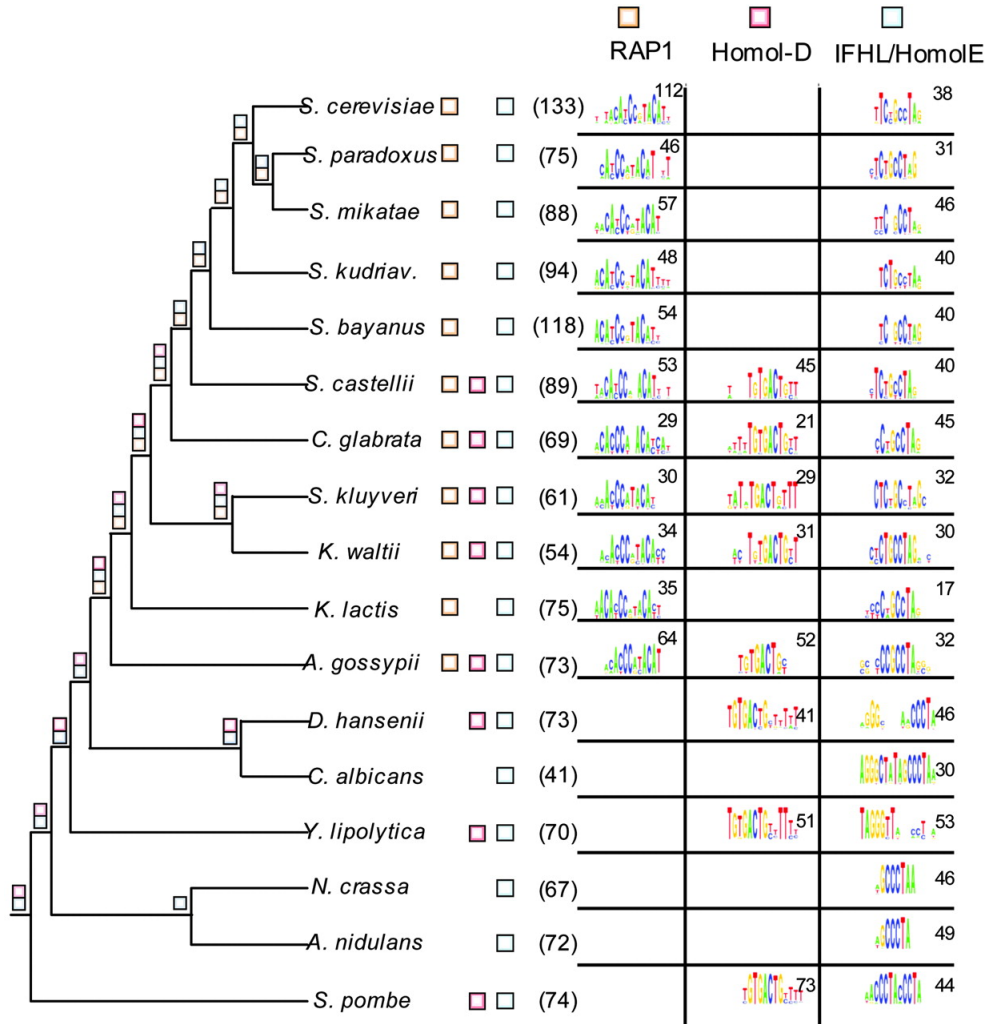 RAP1 Homol-D IFHL/HomolE
S. cerevisiae (133) 112 38
S. paradoxus (75) 46 31
S. mikatae (88) 57 46
S. kudriav. (94) 48 40
S. bayanus (118) 54 40
S. castellii (89) 53 45 40
C. glabrata (69) 29 21 45
S. kluyveri (61) 30 29 32
K. waltii (54) 34 31 30
K. lactis (75) 35 17
A. gossypii (73) 64 52 32
D. hansenii (73) 41 46
C. albicans (41) 30
Y. lipolytica (70) 51 53
N. crassa (67) 46
A. nidulans (72) 49
S. pombe (74) 73 44